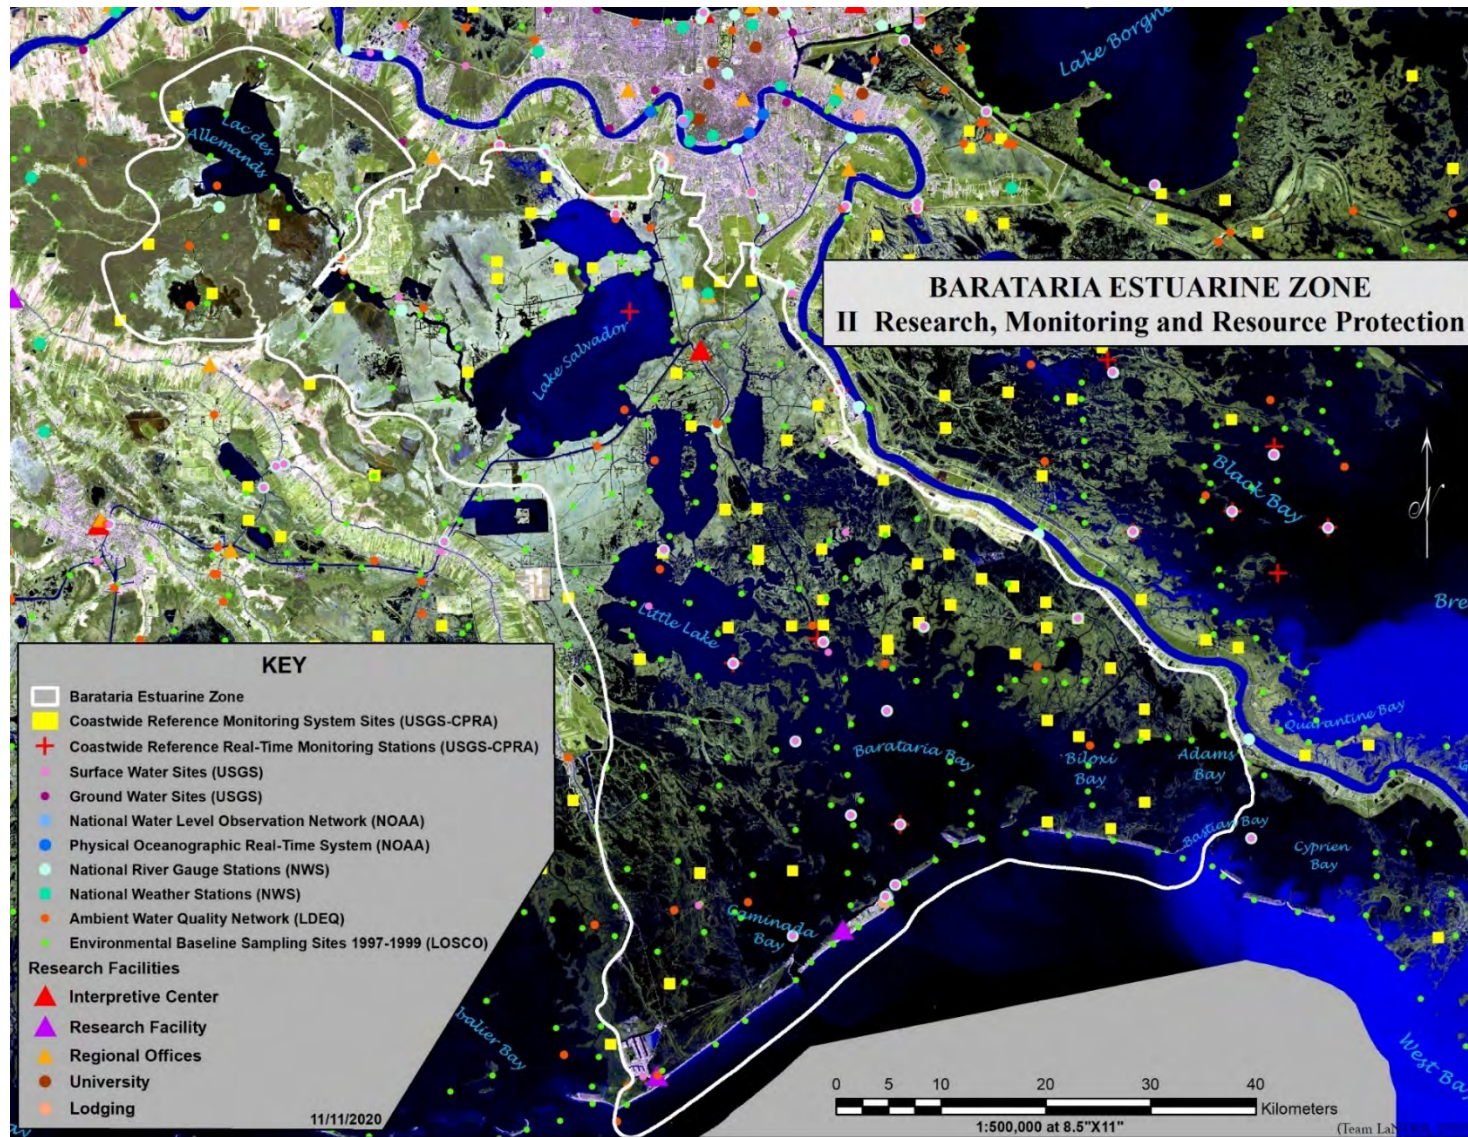 Lake Borgne
Lac des
Allemands
BARATARIA ESTUARINE ZONE
II Research, Monitoring and Resource Protection
Lake Salvador
Black Bay
N
Little Lake
Quarantine Bay
Barataria Bay
Biloxi
Bay
Adams
Bay
Bastian Bay
Cyprien
Bay
Caminada
Bay
West
KEY
Barataria Estuarine Zone
Coastwide Reference Monitoring System Sites (USGS-CPRA)
Coastwide Reference Real-Time Monitoring Stations (USGS-CPRA)
Surface Water Sites (USGS)
Ground Water Sites (USGS)
National Water Level Observation Network (NOAA)
Physical Oceanographic Real-Time System (NOAA)
National River Gauge Stations (NWS)
National Weather Stations (NWS)
Ambient Water Quality Network (LDEQ)
Environmental Baseline Sampling Sites 1997-1999 (LOSCO)
Research Facilities
Interpretive Center
Research Facility
Regional Offices
University
Lodging
11/11/2020
0 5 10 20 30 40
Kilometers
1:500,000 at 8.5"X11"
(Team